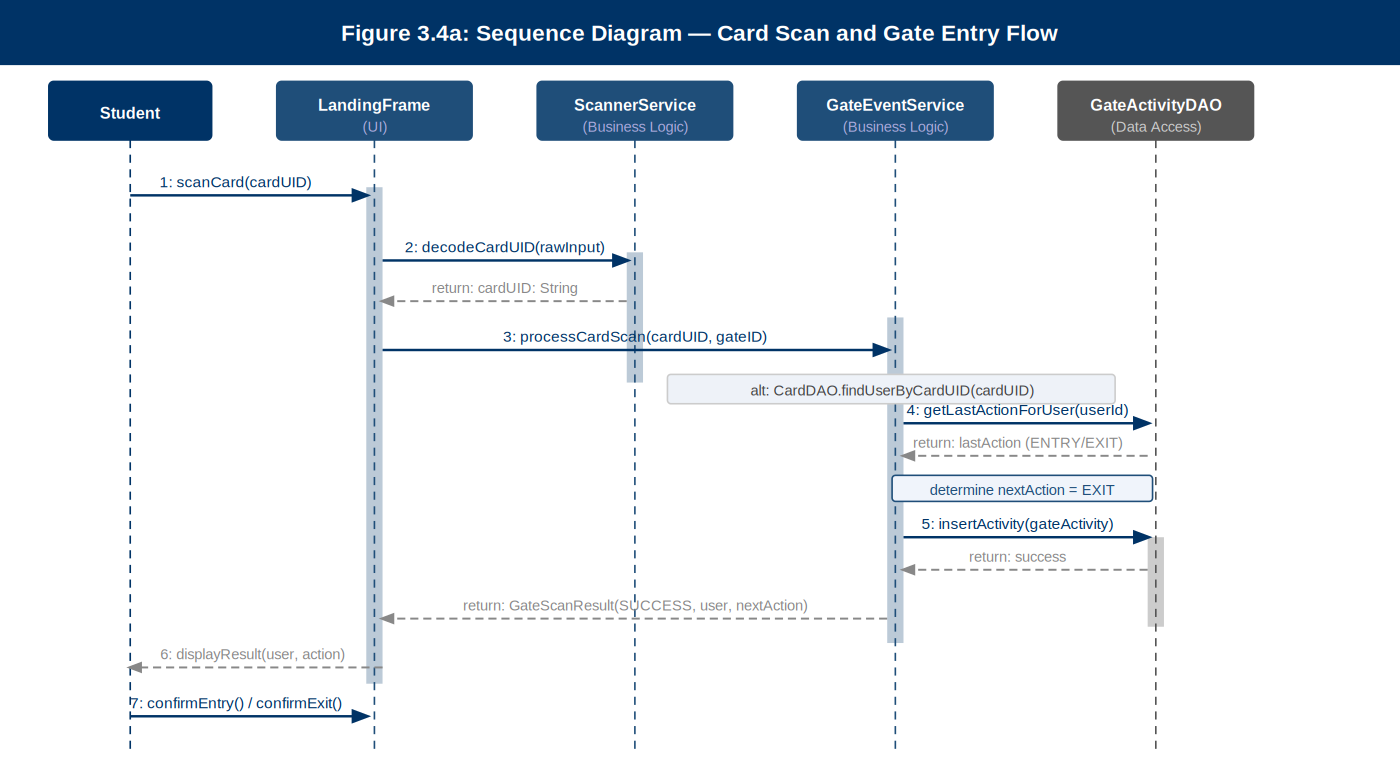 Figure 3.4a: Sequence Diagram — Card Scan and Gate Entry Flow
Student
LandingFrame
(UI)
ScannerService
(Business Logic)
GateEventService
(Business Logic)
GateActivityDAO
(Data Access)
1: scanCard(cardUID)
2: decodeCardUID(rawInput)
return: cardUID: String
3: processCardScan(cardUID, gateID)
alt: CardDAO.findUserByCardUID(cardUID)
4: getLastActionForUser(userId)
return: lastAction (ENTRY/EXIT)
determine nextAction = EXIT
5: insertActivity(gateActivity)
return: success
return: GateScanResult(SUCCESS, user, nextAction)
6: displayResult(user, action)
7: confirmEntry() / confirmExit()